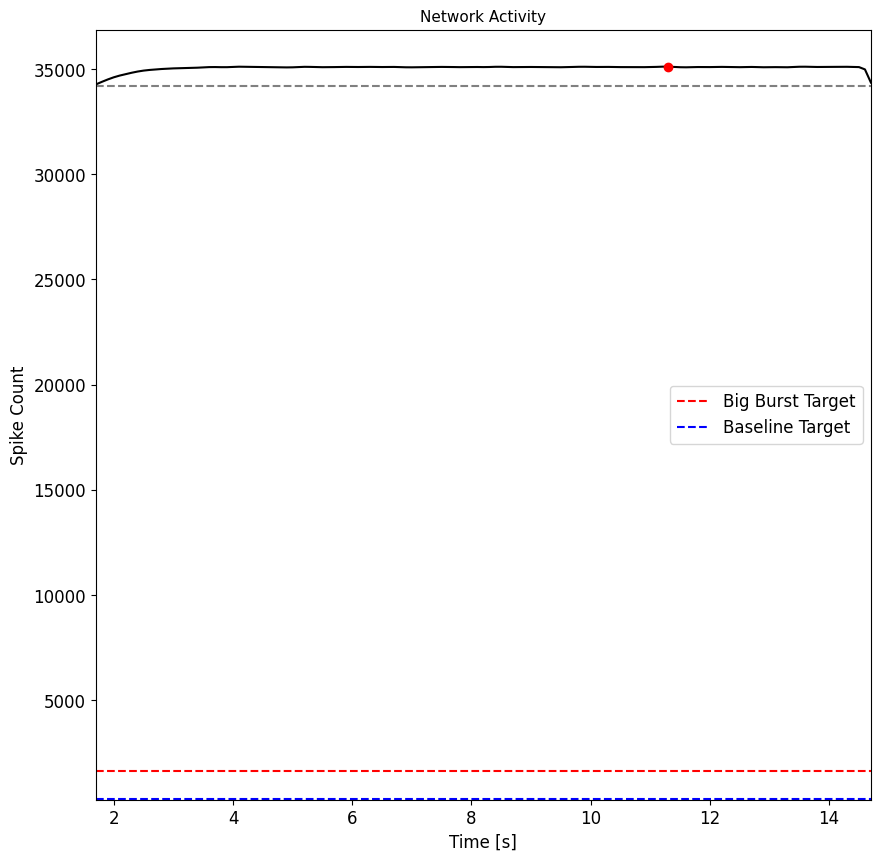 Network Activity
Spike Count
35000
30000
25000
20000
15000
10000
5000
Big Burst Target
Baseline Target
2 4 6 8 10 12 14
Time [s]